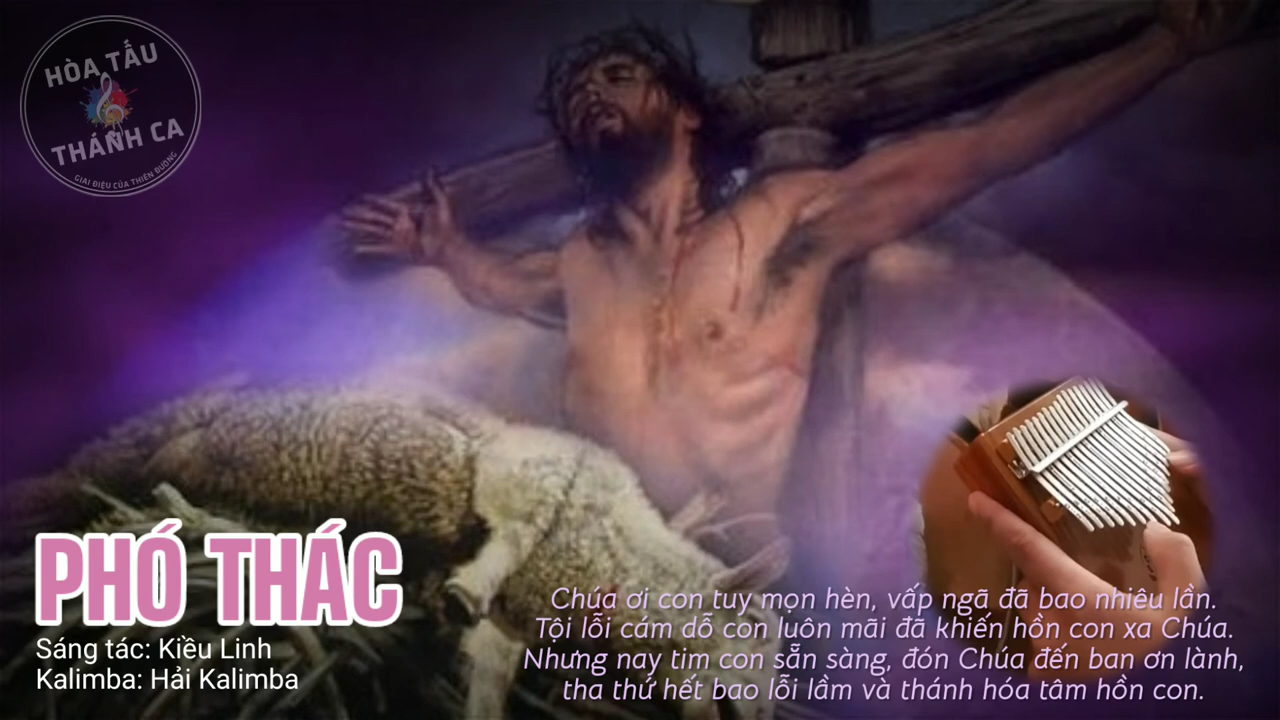 HÒA TẤU
THÁNH CA
GIAI ĐIỆU CỦA THIÊN ĐƯỜNG
PHÓ THÁC
Sáng tác: Kiều Linh
Kalimba: Hải Kalimba
Chúa ơi con tuy mọn hèn, vấp ngã đã bao nhiêu lần.
Tội lỗi cám dỗ con luôn mãi đã khiến hồn con xa Chúa.
Nhưng nay tim con sẵn sàng, đón Chúa đến ban ơn lành,
tha thứ hết bao lỗi lầm và thánh hóa tâm hồn con.